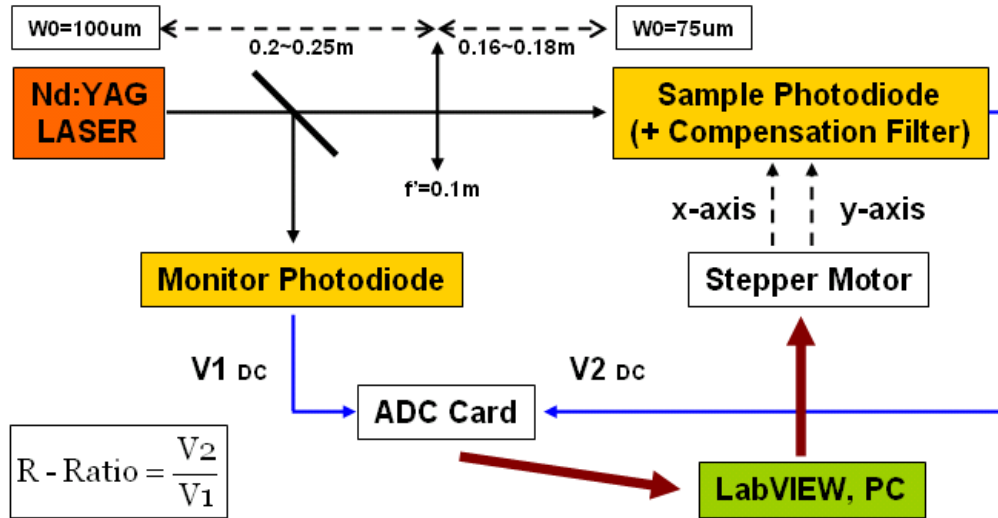 W0=100um
0.2~0.25m
0.16~0.18m
W0=75um
Nd:YAG
LASER
Sample Photodiode
(+ Compensation Filter)
f'=0.1m
x-axis
y-axis
Monitor Photodiode
Stepper Motor
V1 DC
V2 DC
ADC Card
R - Ratio = V2
V1
LabVIEW, PC